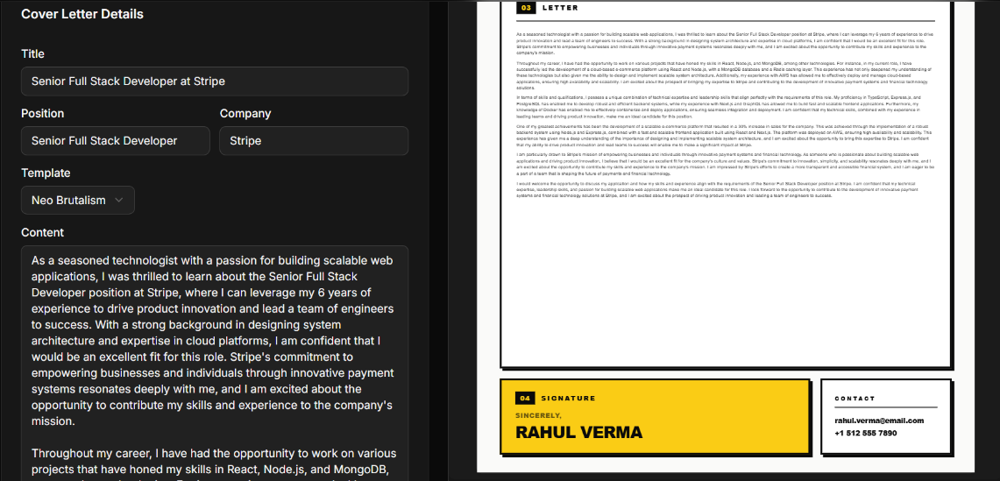 Cover Letter Details
Title
Senior Full Stack Developer at Stripe
Position
Company
Senior Full Stack Developer
Stripe
Template
Neo Brutalism
Content
As a seasoned technologist with a passion for building scalable web
applications, I was thrilled to learn about the Senior Full Stack
Developer position at Stripe, where I can leverage my 6 years of
experience to drive product innovation and lead a team of engineers
to success. With a strong background in designing system
architecture and expertise in cloud platforms, I am confident that I
would be an excellent fit for this role. Stripe's commitment to
empowering businesses and individuals through innovative payment
systems resonates deeply with me, and I am excited about the
opportunity to contribute my skills and experience to the company's
mission.
Throughout my career, I have had the opportunity to work on various
projects that have honed my skills in React, Node.js, and MongoDB,
03 LETTER
As a seasoned technologist with a passion for building scalable web applications, I was thrilled to learn about the Senior Full Stack Developer position at Stripe, where I can leverage my 6 years of experience to drive
product innovation and lead a team of engineers to success. With a strong background in designing system architecture and expertise in cloud platforms, I am confident that I would be an excellent fit for this role.
Stripe's commitment to empowering businesses and individuals through innovative payment systems resonates deeply with me, and I am excited about the opportunity to contribute my skills and experience to the
company's mission.
Throughout my career, I have had the opportunity to work on various projects that have honed my skills in React, Node.js, and MongoDB, among other technologies. For instance, in my current role, I have,
successfully led the development of a cloud-based e-commerce platform using React and Node.js, with a MongoDB database and a Redis caching layer. This experience has not only deepened my understanding of
these technologies but also given me the ability to design and implement scalable system architecture. Additionally, my experience with AWS has allowed me to effectively deploy and manage cloud-based
applications, ensuring high availability and scalability. I am excited about the prospect of bringing my expertise to Stripe and contributing to the development of innovative payment systems and financial technology
solutions.
In terms of skills and qualifications, I possess a unique combination of technical expertise and leadership skills that align perfectly with the requirements of this role. My proficiency in TypeScript, Express.js, and
PostgreSQL has enabled me to develop robust and efficient backend systems, while my experience with Next.js and GraphQL has allowed me to build fast and scalable frontend applications. Furthermore, my
knowledge of Docker has enabled me to effectively containerize and deploy applications, ensuring seamless integration and deployment. I am confident that my technical skills, combined with my experience in
leading teams and driving product innovation, make me an ideal candidate for this position.
One of my greatest achievements has been the development of a scalable e-commerce platform that resulted in a 30% increase in sales for the company. This was achieved through the implementation of a robust
backend system using Node.js and Express.js, combined with a fast and scalable frontend application built using React and Next.js. The platform was deployed on AWS, ensuring high availability and scalability. This
experience has given me a deep understanding of the importance of designing and implementing scalable system architecture, and I am excited about the opportunity to bring this expertise to Stripe. I am confident
that my ability to drive product innovation and lead teams to success will enable me to make a significant impact at Stripe.
I am particularly drawn to Stripe's mission of empowering businesses and individuals through innovative payment systems and financial technology. As someone who is passionate about building scalable web
applications and driving product innovation, I believe that I would be an excellent fit for the company's culture and values. Stripe's commitment to innovation, simplicity, and scalability resonates deeply with me, and I
am excited about the opportunity to contribute my skills and experience to the company's mission. I am impressed by Stripe's efforts to create a more transparent and accessible financial system, and I am eager to be
a part of a team that is shaping the future of payments and financial technology.
I would welcome the opportunity to discuss my application and how my skills and experience align with the requirements of the Senior Full Stack Developer position at Stripe. I am confident that my technical
expertise, leadership skills, and passion for building scalable web applications make me an ideal candidate for this role. I look forward to the opportunity to contribute to the development of innovative payment
systems and financial technology solutions at Stripe, and I am excited about the prospect of driving product innovation and leading a team of engineers to success.
04 SIGNATURE
SINCERELY,
RAHUL VERMA
CONTACT
rahul.verma@email.com
+1 512 555 7890